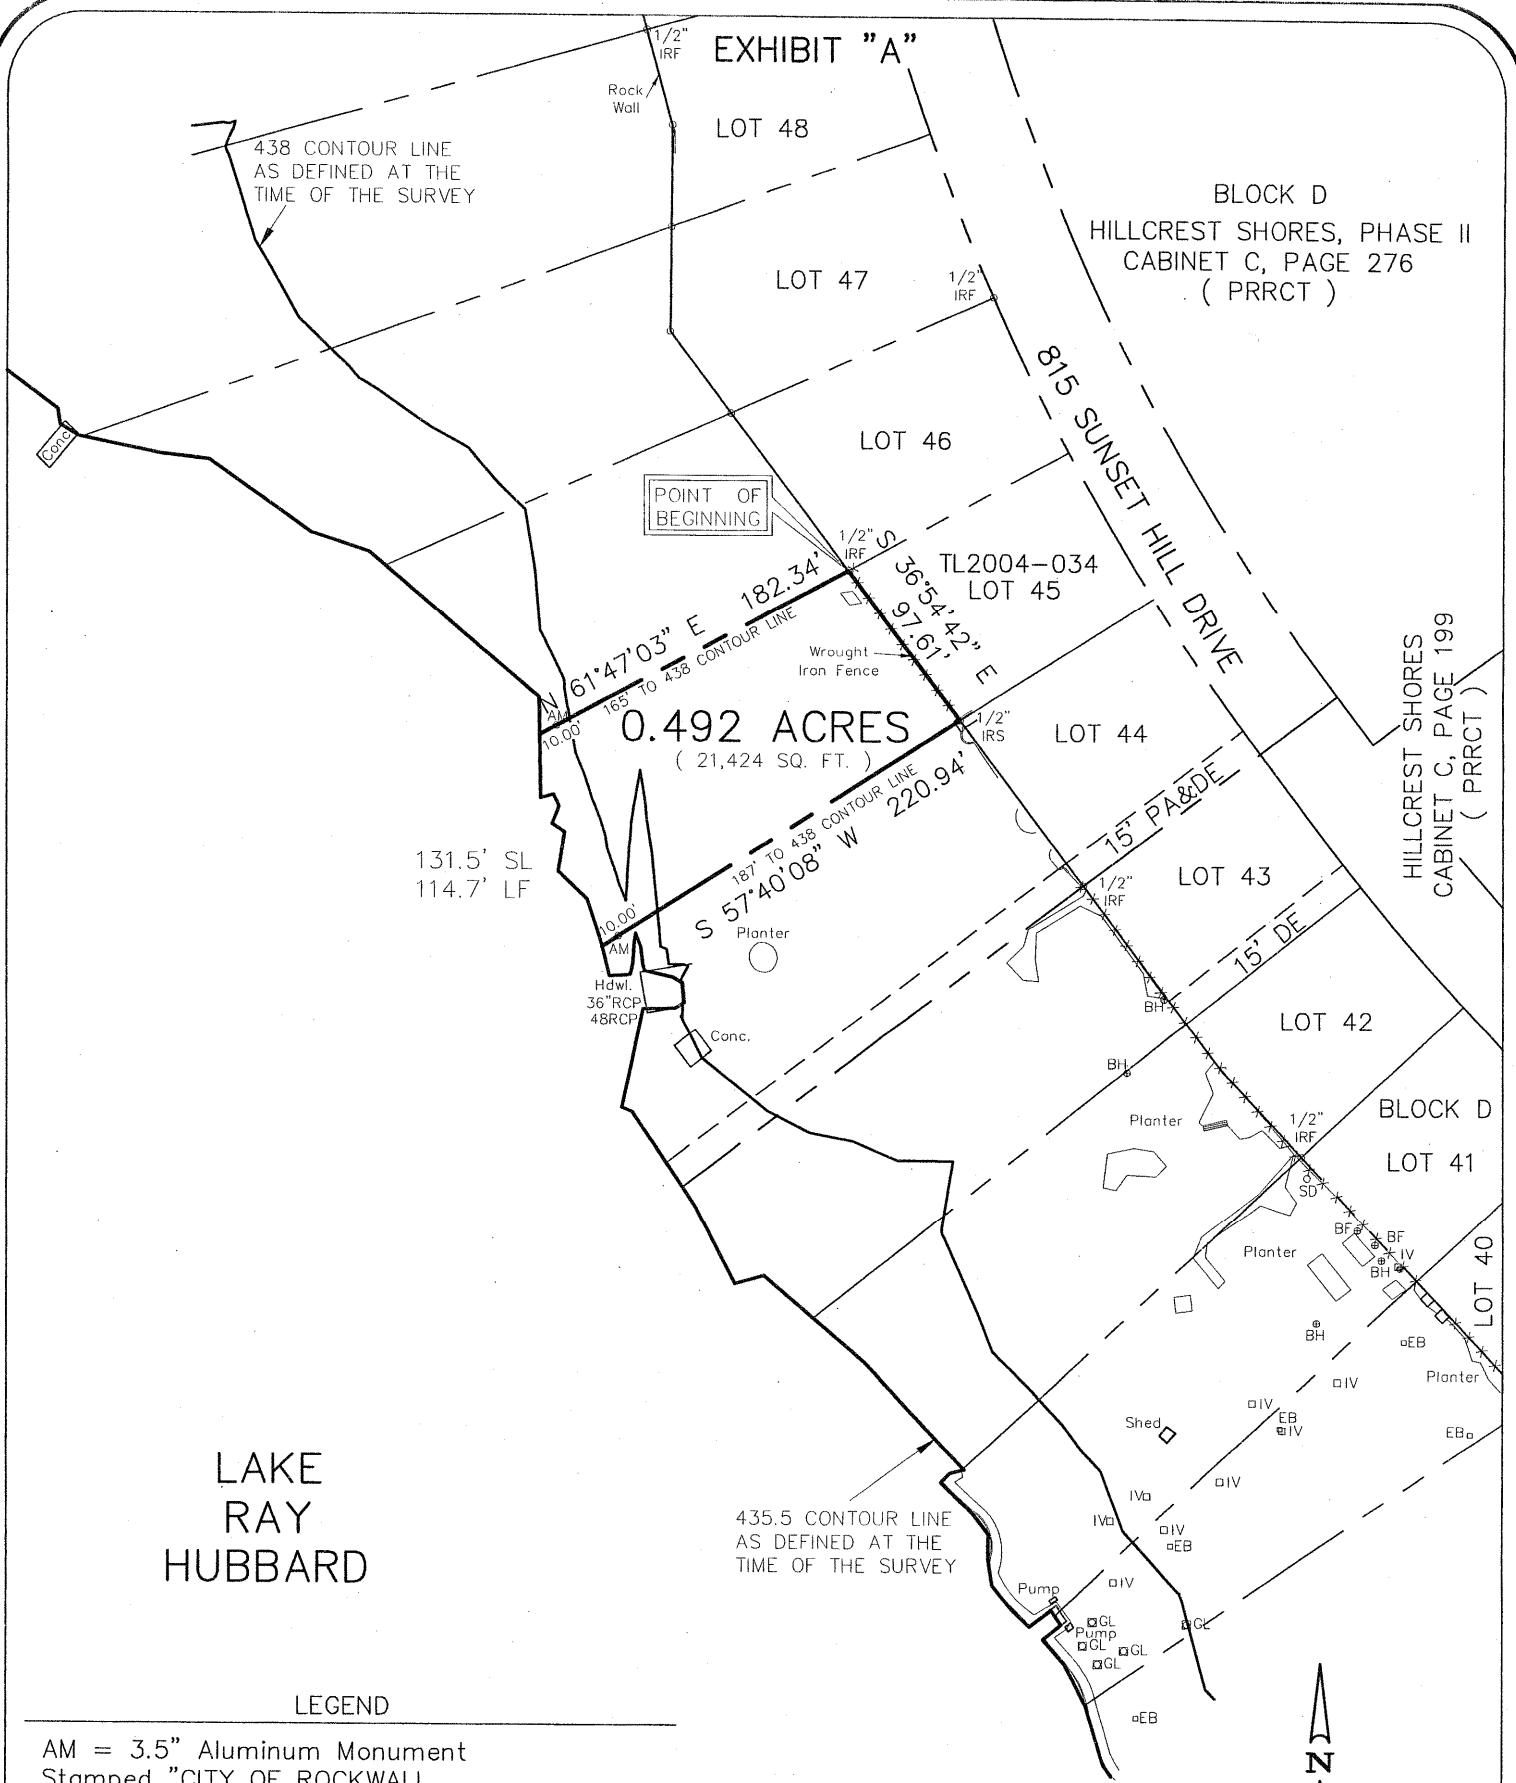 EXHIBIT "A"
1/2"
IRF
Rock
Wall
LOT 48
438 CONTOUR LINE
AS DEFINED AT THE
TIME OF THE SURVEY
BLOCK D
HILLCREST SHORES, PHASE II
CABINET C, PAGE 276
( PRRCT )
LOT 47
1/2"
IRF
815 SUNSET HILL DRIVE
Conc.
LOT 46
POINT OF
BEGINNING
1/2"
IRF
S 36°54'42" E
97.61'
TL2004-034
LOT 45
N 61°47'03" E 182.34'
165' TO 438 CONTOUR LINE
Wrought
Iron Fence
AM
10.00'
0.492 ACRES
( 21,424 SQ. FT. )
1/2"
IRS
LOT 44
HILLCREST SHORES
CABINET C, PAGE 199
( PRRCT )
187' TO 438 CONTOUR LINE
S 57°40'08" W 220.94'
15' PA&DE
131.5' SL
114.7' LF
LOT 43
1/2"
IRF
10.00'
AM
Planter
15' DE
Hdwl.
36"RCP
48RCP
BH
LOT 42
Conc.
BH
Planter
BLOCK D
1/2"
IRF
LOT 41
SD
BF
BF
IV
Planter
BH
LOT 40
BH
EB
Planter
IV
IV
EB
IV
Shed
EB
LAKE
RAY
HUBBARD
IV
IV
435.5 CONTOUR LINE
AS DEFINED AT THE
TIME OF THE SURVEY
IV
IV
EB
IV
Pump
GL
GL
Pump
GL
GL
GL
EB
LEGEND
N
AM = 3.5" Aluminum Monument
Stamped "CITY OF ROCKWALL